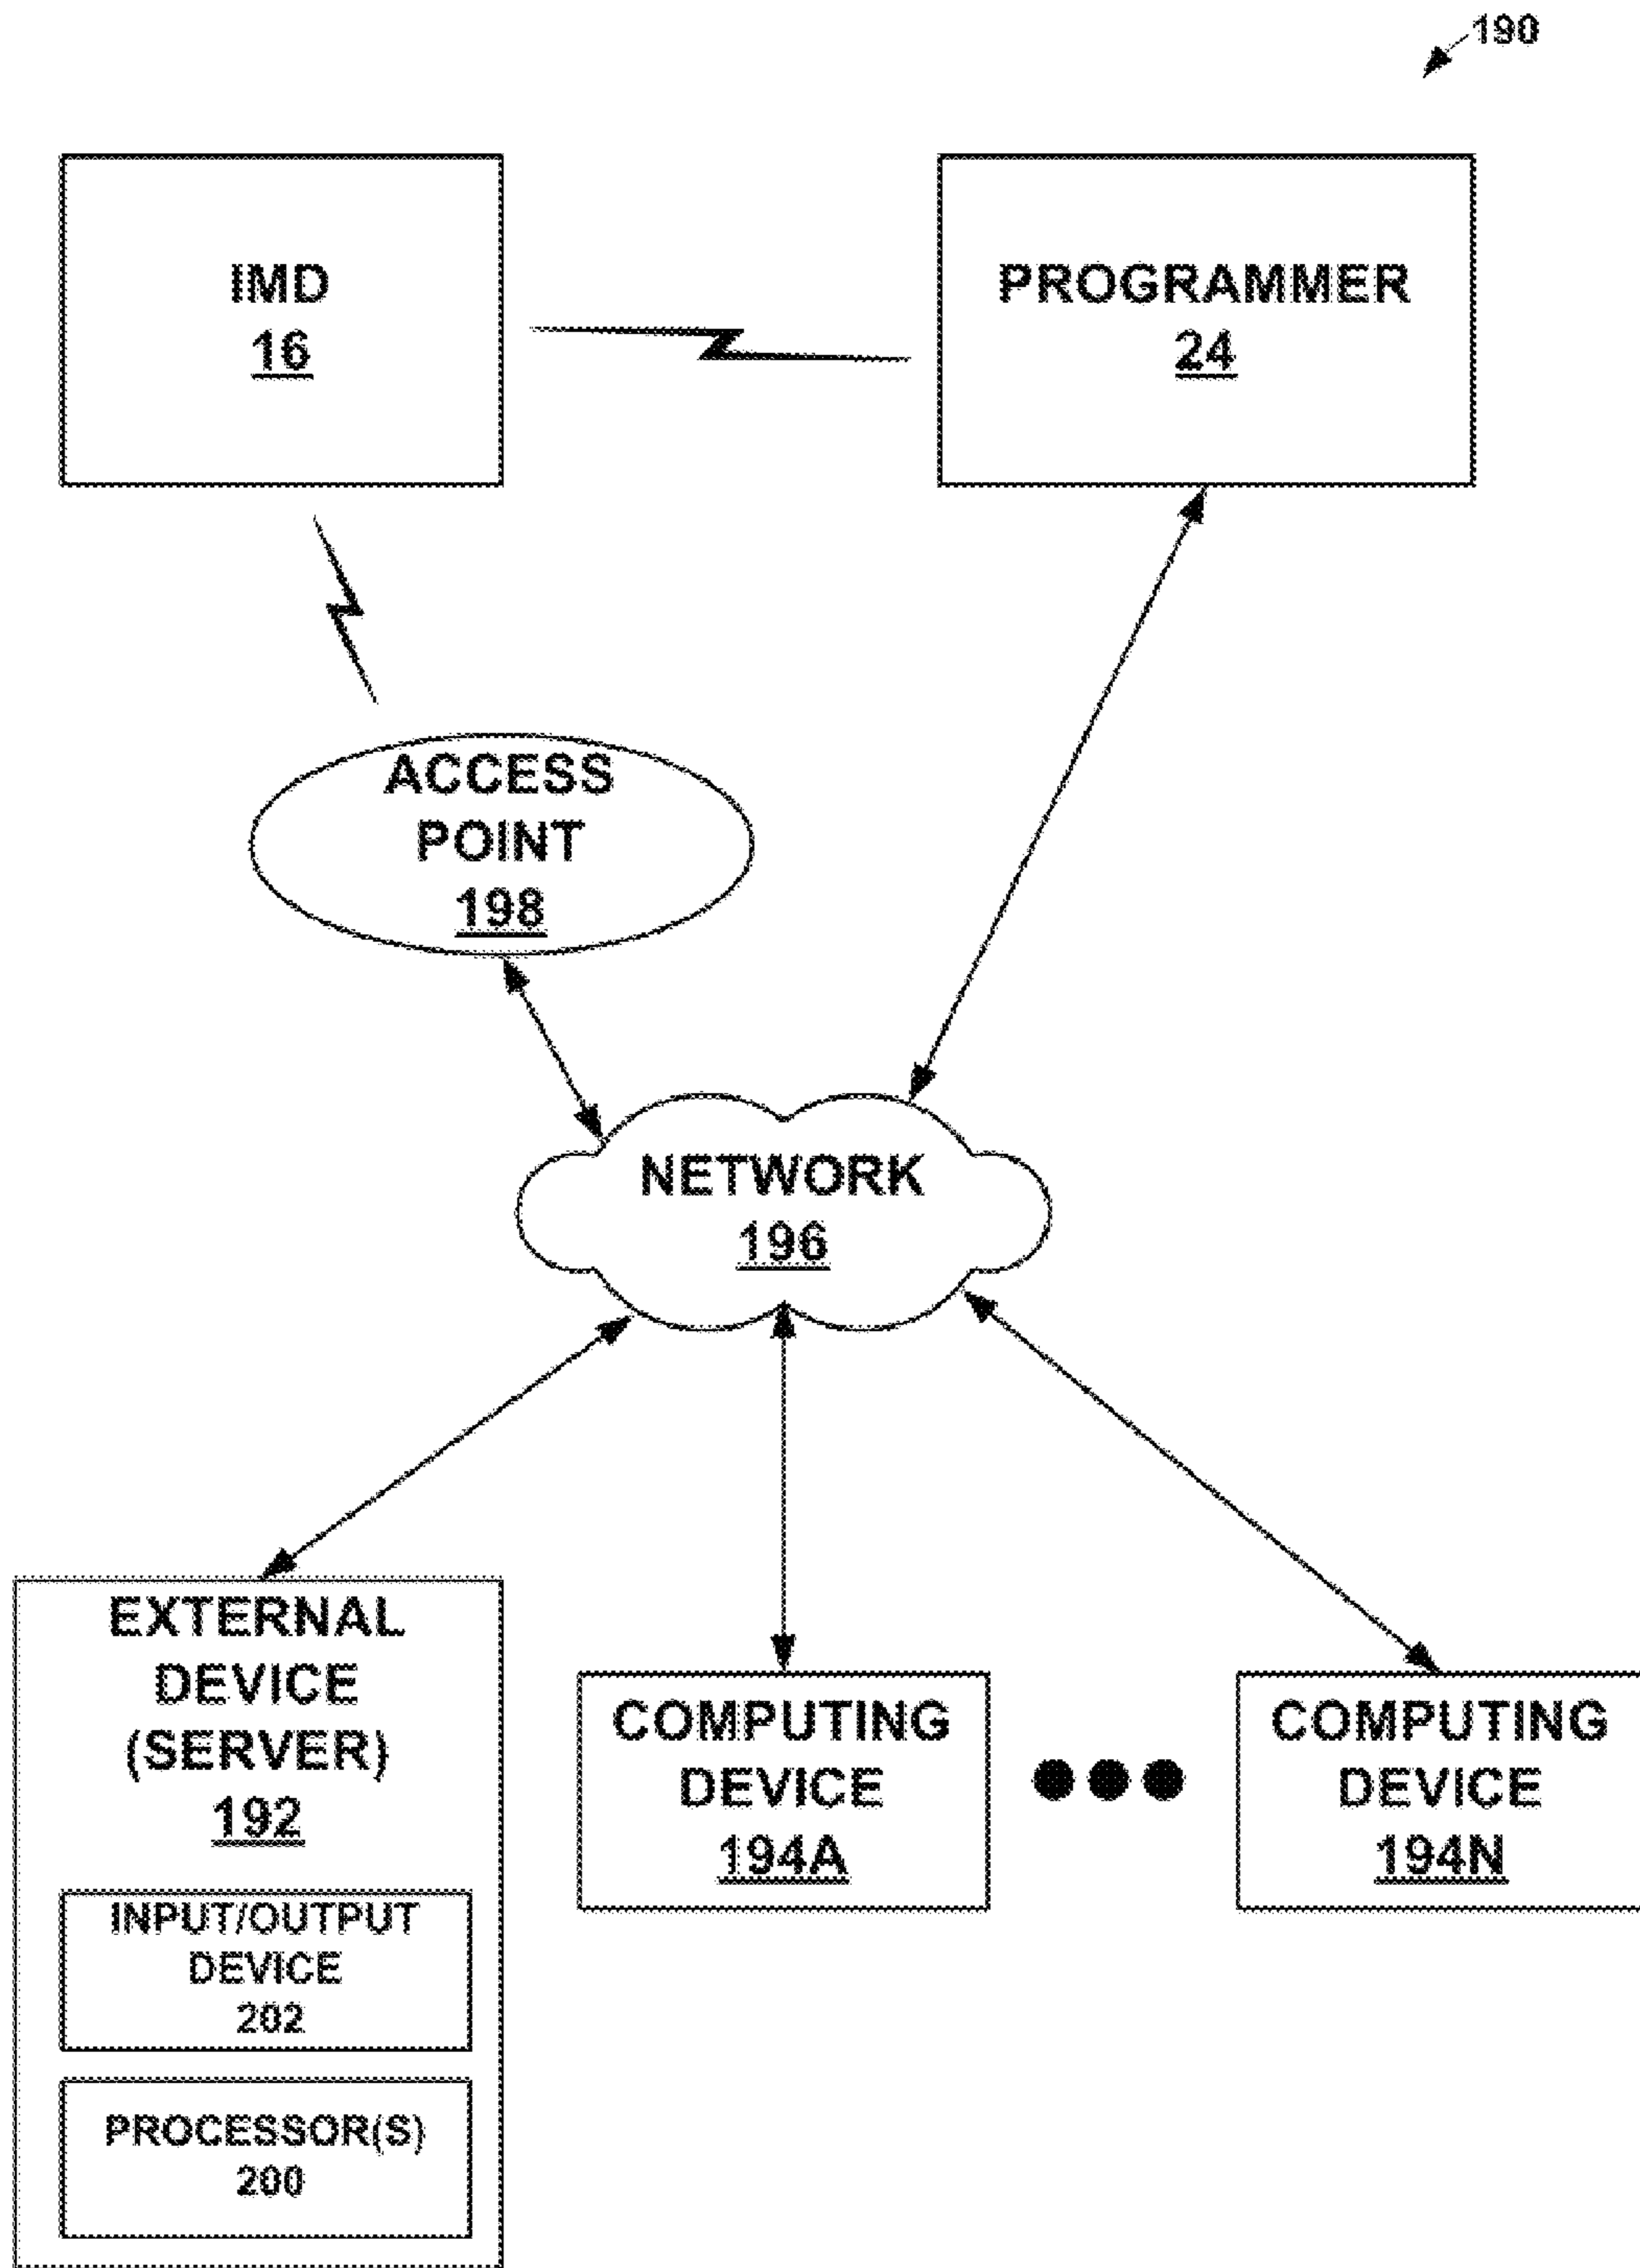 190
IMD
16
PROGRAMMER
24
ACCESS
POINT
198
NETWORK
196
EXTERNAL
DEVICE
(SERVER)
192
INPUT/OUTPUT
DEVICE
202
PROCESSOR(S)
200
COMPUTING
DEVICE
194A
COMPUTING
DEVICE
194N